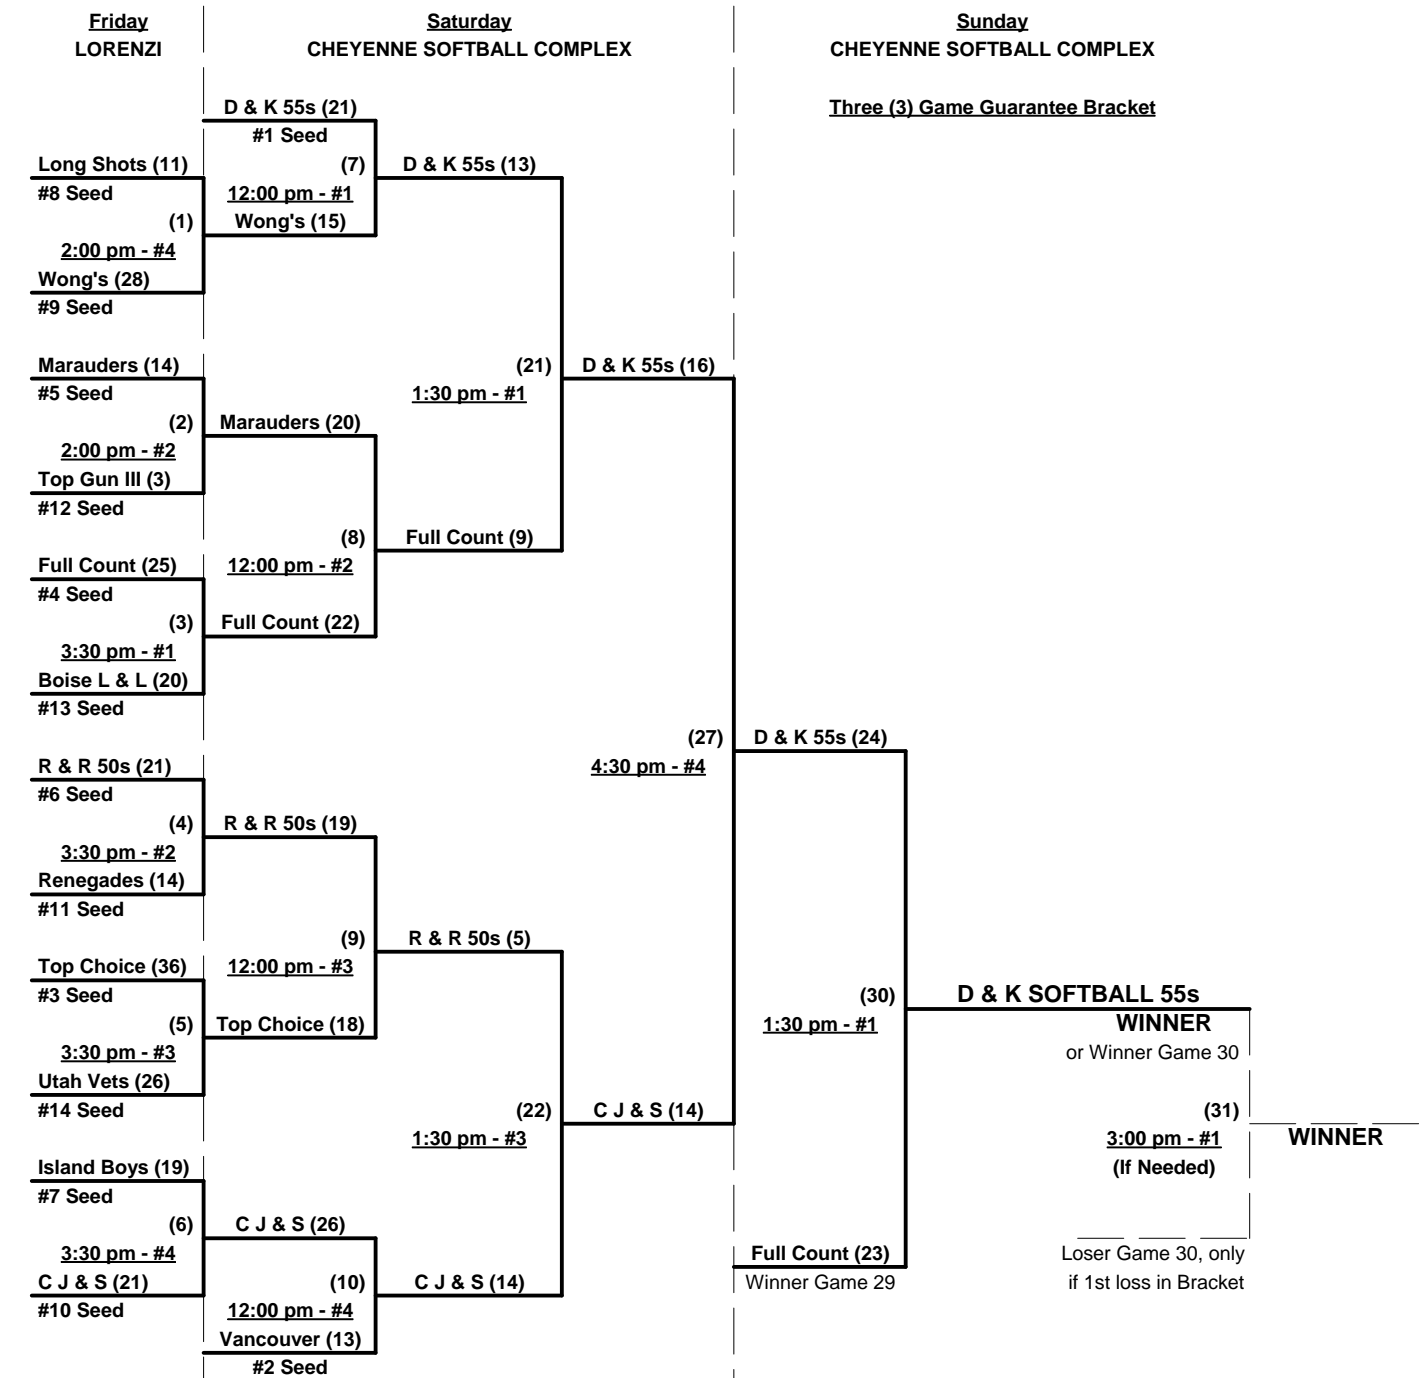 Friday
LORENZI
Saturday
CHEYENNE SOFTBALL COMPLEX
Sunday
CHEYENNE SOFTBALL COMPLEX
Three (3) Game Guarantee Bracket
D & K 55s (21)
#1 Seed
Long Shots (11)
#8 Seed
(7)
12:00 pm - #1
D & K 55s (13)
(1)
2:00 pm - #4
Wong's (15)
Wong's (28)
#9 Seed
Marauders (14)
#5 Seed
(21)
1:30 pm - #1
D & K 55s (16)
(2)
2:00 pm - #2
Marauders (20)
Top Gun III (3)
#12 Seed
(8)
12:00 pm - #2
Full Count (9)
Full Count (25)
#4 Seed
(3)
3:30 pm - #1
Full Count (22)
Boise L & L (20)
#13 Seed
(27)
4:30 pm - #4
D & K 55s (24)
R & R 50s (21)
#6 Seed
(4)
3:30 pm - #2
R & R 50s (19)
Renegades (14)
#11 Seed
(9)
12:00 pm - #3
R & R 50s (5)
Top Choice (36)
#3 Seed
(30)
1:30 pm - #1
D & K SOFTBALL 55s
WINNER
or Winner Game 30
(5)
3:30 pm - #3
Top Choice (18)
Utah Vets (26)
#14 Seed
(22)
1:30 pm - #3
C J & S (14)
(31)
3:00 pm - #1
(If Needed)
WINNER
Island Boys (19)
#7 Seed
(6)
3:30 pm - #4
C J & S (26)
C J & S (21)
#10 Seed
(10)
12:00 pm - #4
C J & S (14)
Full Count (23)
Winner Game 29
Loser Game 30, only
if 1st loss in Bracket
Vancouver (13)
#2 Seed